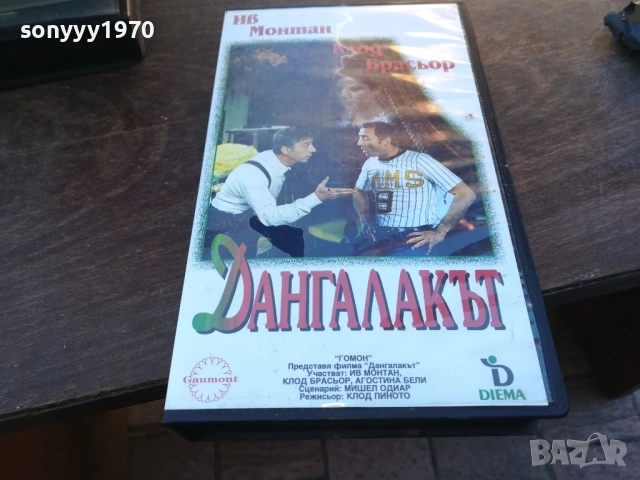 sonyyy1970
ИВ
МОНТАН
КЛОД
БРАСЬОР
AMS
ДАНГАЛАКЪТ
"ГОМОН"
Представя филма "Дангалакът"
Участват: ИВ МОНТАН,
КЛОД БРАСЬОР, АГОСТИНА БЕЛИ
Сценарий: МИШЕЛ ОДИАР
Режисьор: КЛОД ПИНОТО
Gaumont
DIEMA
BAZAR